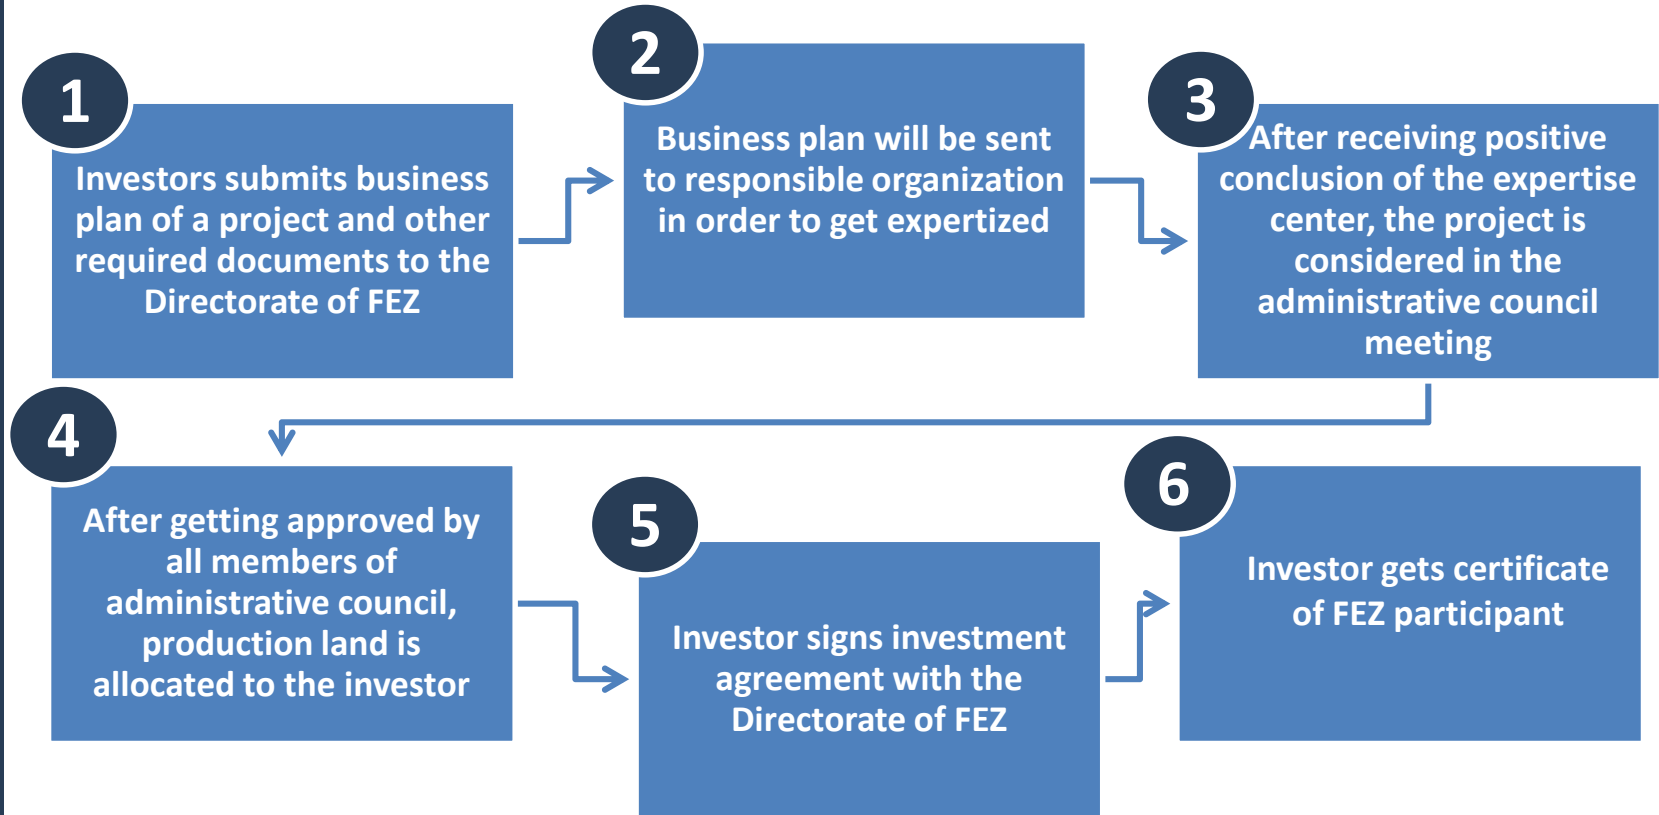 1
Investors submits business
plan of a project and other
required documents to the
Directorate of FEZ
2
Business plan will be sent
to responsible organization
in order to get expertized
3
After receiving positive
conclusion of the expertise
center, the project is
considered in the
administrative council
meeting
4
After getting approved by
all members of
administrative council,
production land is
allocated to the investor
5
Investor signs investment
agreement with the
Directorate of FEZ
6
Investor gets certificate
of FEZ participant